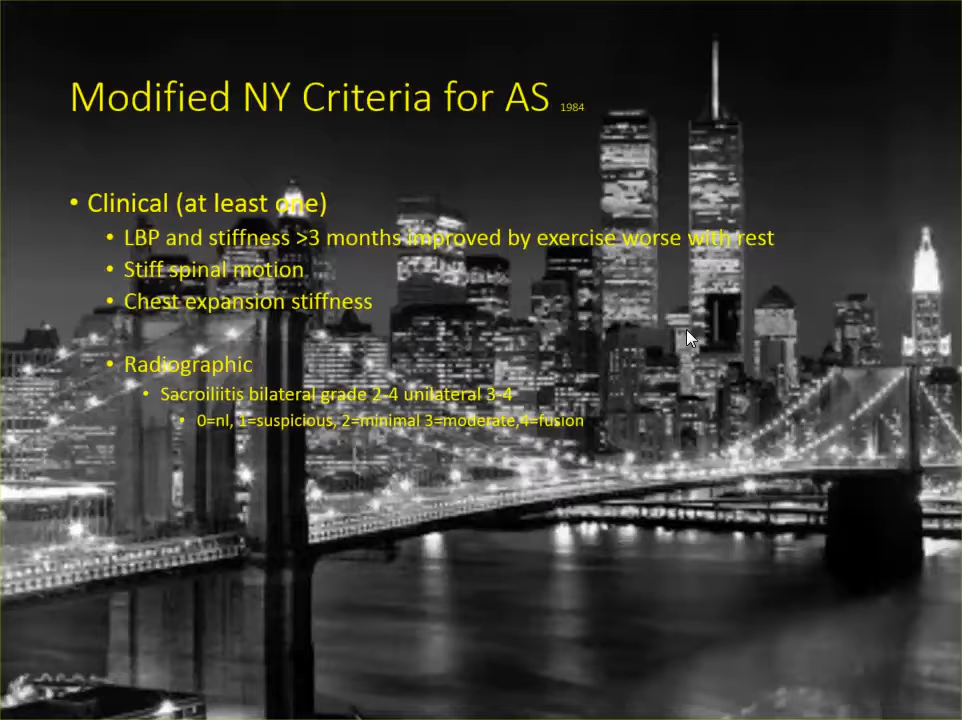 Modified NY Criteria for AS 1984
• Clinical (at least one)
• LBP and stiffness >3 months improved by exercise worse with rest
• Stiff spinal motion
• Chest expansion stiffness
• Radiographic
• Sacroiliitis bilateral grade 2-4 unilateral 3-4
• 0=nl, 1=suspicious, 2=minimal 3=moderate,4=fusion